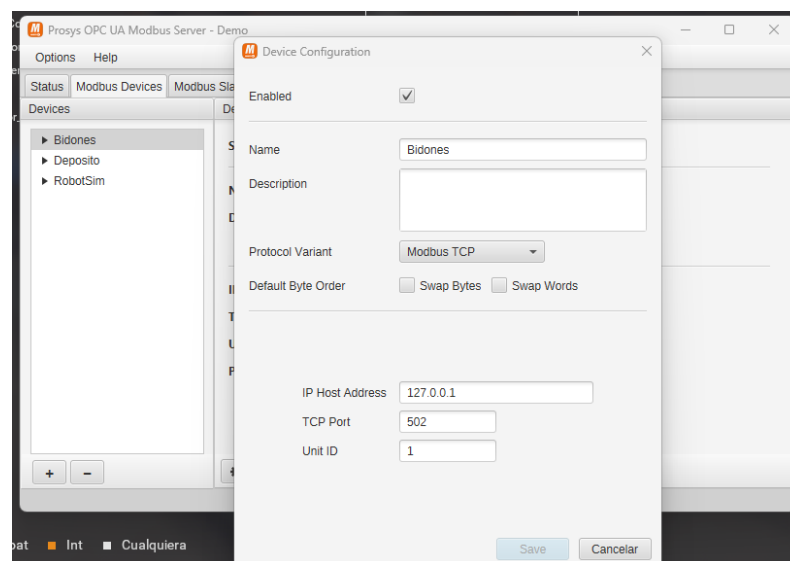 Prosys OPC UA Modbus Server - Demo
Options Help
Status Modbus Devices Modbus Sla
Devices
Bidones
Deposito
RobotSim
+ −
Device Configuration
Enabled
Name Bidones
Description
Protocol Variant Modbus TCP
Default Byte Order Swap Bytes Swap Words
IP Host Address 127.0.0.1
TCP Port 502
Unit ID 1
Save Cancelar
Int Cualquiera